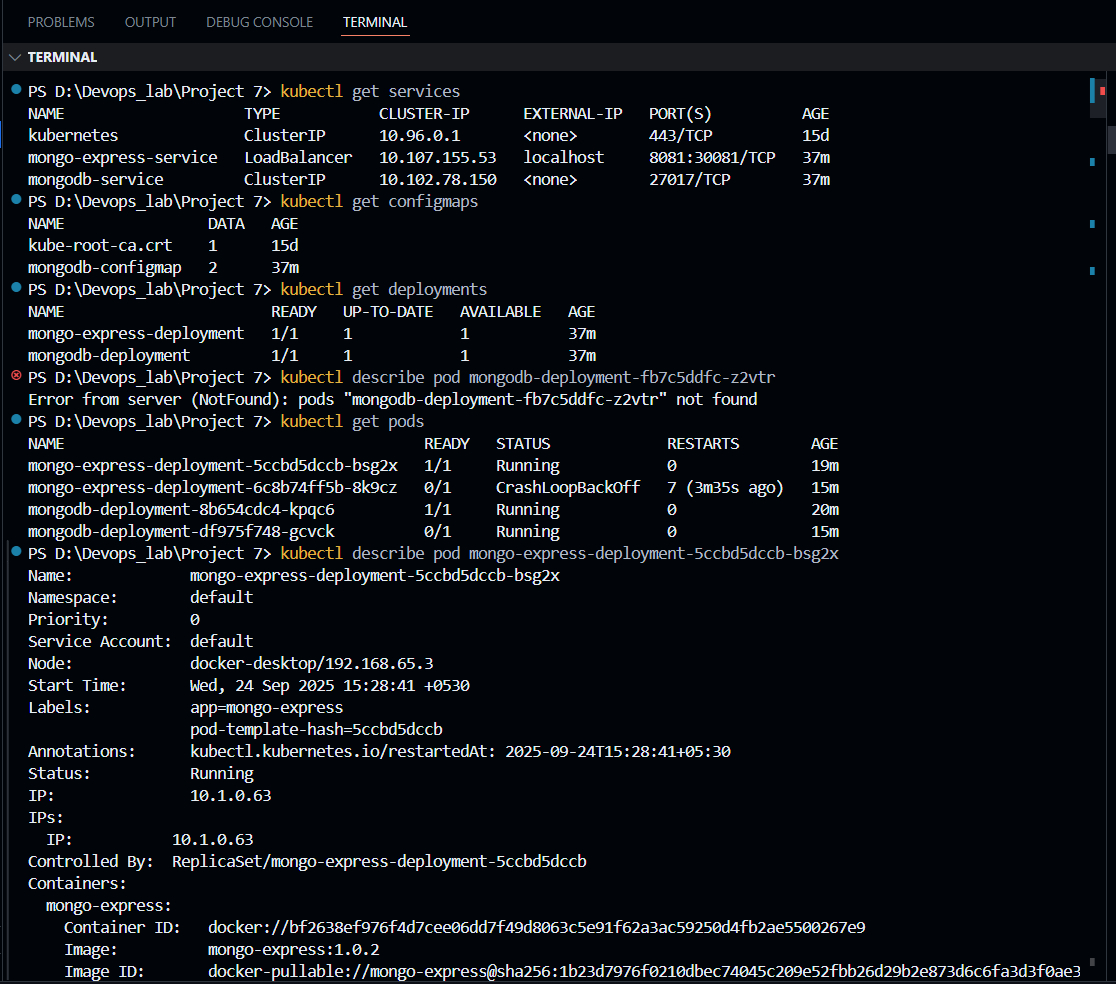 PROBLEMS OUTPUT DEBUG CONSOLE TERMINAL
TERMINAL
PS D:\Devops_lab\Project 7> kubectl get services
NAME TYPE CLUSTER-IP EXTERNAL-IP PORT(S) AGE
kubernetes ClusterIP 10.96.0.1 <none> 443/TCP 15d
mongo-express-service LoadBalancer 10.107.155.53 localhost 8081:30081/TCP 37m
mongodb-service ClusterIP 10.102.78.150 <none> 27017/TCP 37m
PS D:\Devops_lab\Project 7> kubectl get configmaps
NAME DATA AGE
kube-root-ca.crt 1 15d
mongodb-configmap 2 37m
PS D:\Devops_lab\Project 7> kubectl get deployments
NAME READY UP-TO-DATE AVAILABLE AGE
mongo-express-deployment 1/1 1 1 37m
mongodb-deployment 1/1 1 1 37m
PS D:\Devops_lab\Project 7> kubectl describe pod mongodb-deployment-fb7c5ddfc-z2vtr
Error from server (NotFound): pods "mongodb-deployment-fb7c5ddfc-z2vtr" not found
PS D:\Devops_lab\Project 7> kubectl get pods
NAME READY STATUS RESTARTS AGE
mongo-express-deployment-5ccbd5dccb-bsg2x 1/1 Running 0 19m
mongo-express-deployment-6c8b74ff5b-8k9cz 0/1 CrashLoopBackOff 7 (3m35s ago) 15m
mongodb-deployment-8b654cdc4-kpqc6 1/1 Running 0 20m
mongodb-deployment-df975f748-gcvck 0/1 Running 0 15m
PS D:\Devops_lab\Project 7> kubectl describe pod mongo-express-deployment-5ccbd5dccb-bsg2x
Name: mongo-express-deployment-5ccbd5dccb-bsg2x
Namespace: default
Priority: 0
Service Account: default
Node: docker-desktop/192.168.65.3
Start Time: Wed, 24 Sep 2025 15:28:41 +0530
Labels: app=mongo-express
pod-template-hash=5ccbd5dccb
Annotations: kubectl.kubernetes.io/restartedAt: 2025-09-24T15:28:41+05:30
Status: Running
IP: 10.1.0.63
IPs:
IP: 10.1.0.63
Controlled By: ReplicaSet/mongo-express-deployment-5ccbd5dccb
Containers:
mongo-express:
Container ID: docker://bf2638ef976f4d7cee06dd7f49d8063c5e91f62a3ac59250d4fb2ae5500267e9
Image: mongo-express:1.0.2
Image ID: docker-pullable://mongo-express@sha256:1b23d7976f0210dbec74045c209e52fbb26d29b2e873d6c6fa3d3f0ae3